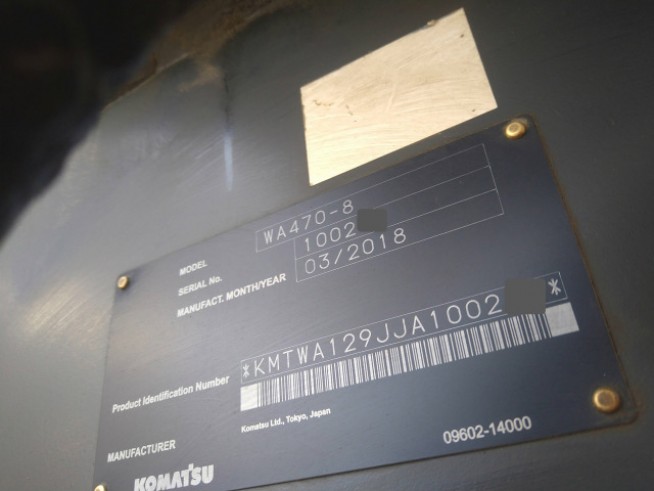 MODEL WA470-8
SERIAL No. 1002
MANUFACT. MONTH/YEAR 03/2018
Product Identification Number *KMTWA129JJA1002 *
MANUFACTURER Komatsu Ltd., Tokyo, Japan
KOMATSU 09602-14000